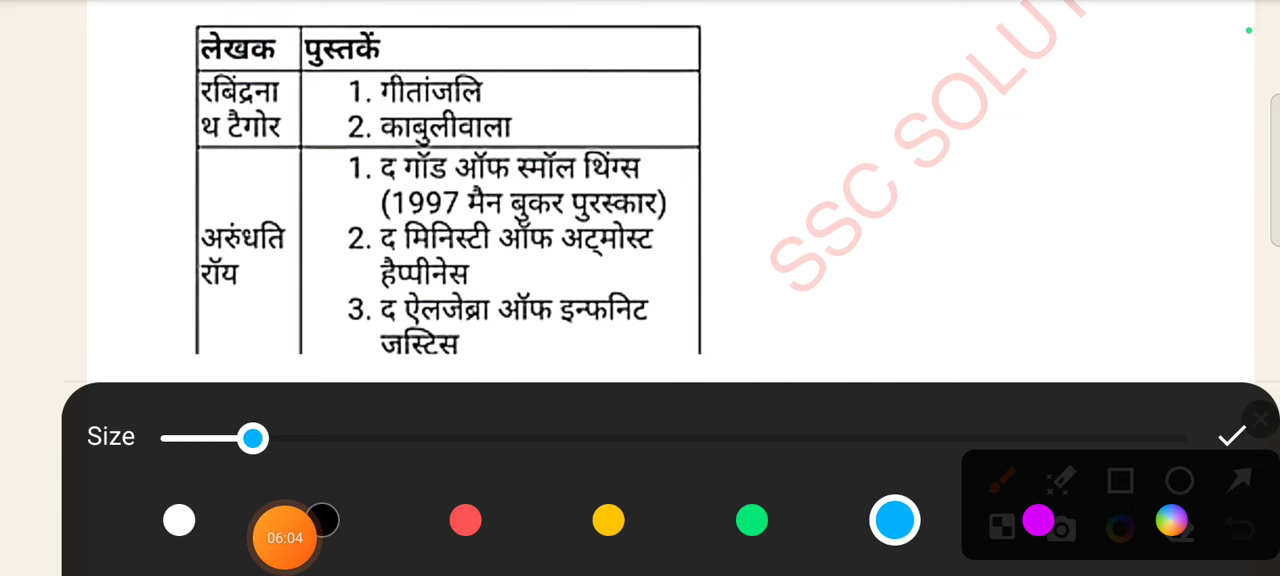 लेखक पुस्तकें
रबिंद्रना
थ टैगोर
1. गीतांजलि
2. काबुलीवाला
अरुंधति
रॉय
1. द गॉड ऑफ स्मॉल थिंग्स
(1997 मैन बुकर पुरस्कार)
2. द मिनिस्टी ऑफ अट्मोस्ट
हैप्पीनेस
3. द ऐलजेब्रा ऑफ इन्फनिट
जस्टिस
SSC SOLUT
Size
06:04